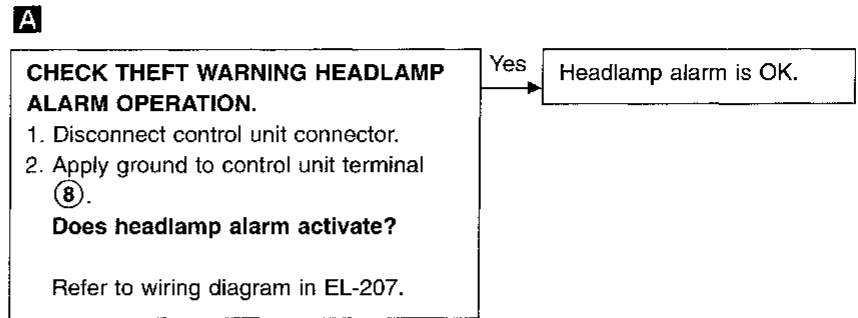 A
CHECK THEFT WARNING HEADLAMP
ALARM OPERATION.
1. Disconnect control unit connector.
2. Apply ground to control unit terminal
⑧.
Does headlamp alarm activate?
Refer to wiring diagram in EL-207.
Yes
Headlamp alarm is OK.